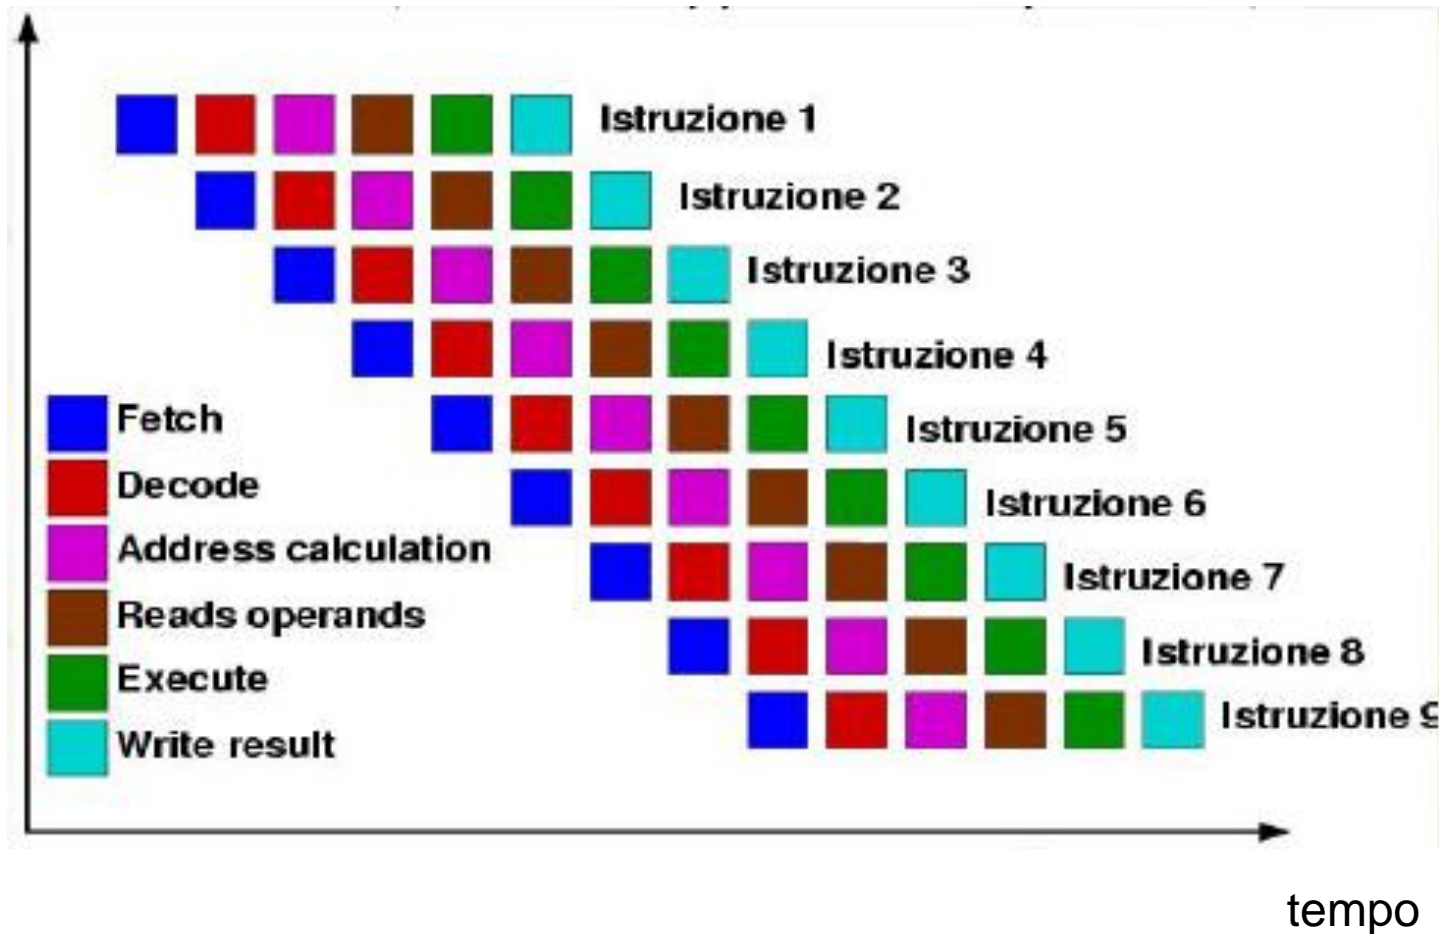 Istruzione 1
Istruzione 2
Istruzione 3
Istruzione 4
Istruzione 5
Istruzione 6
Istruzione 7
Istruzione 8
Istruzione 9
Fetch
Decode
Address calculation
Reads operands
Execute
Write result
tempo